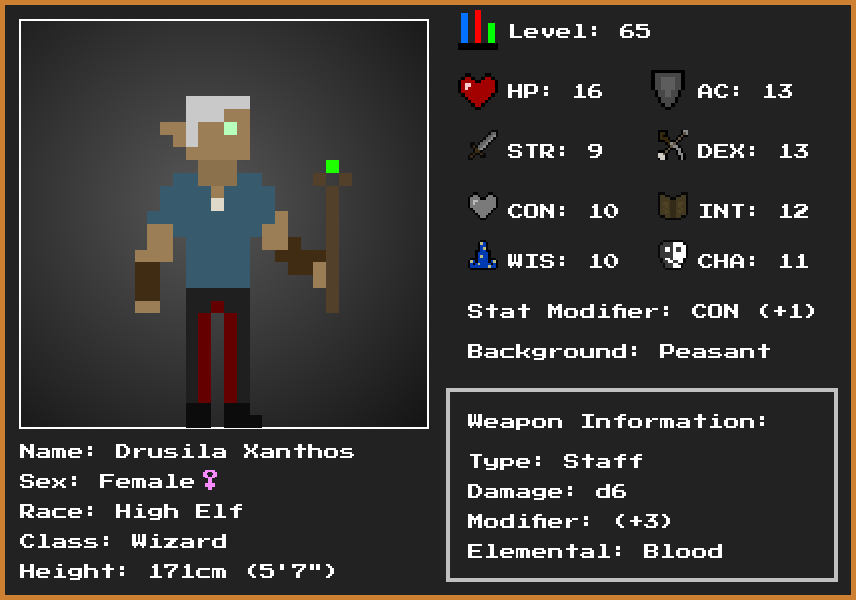 Level: 65
HP: 16 AC: 13
STR: 9 DEX: 13
CON: 10 INT: 12
WIS: 10 CHA: 11
Stat Modifier: CON (+1)
Background: Peasant
Weapon Information:
Type: Staff
Damage: d6
Modifier: (+3)
Elemental: Blood
Name: Drusila Xanthos
Sex: Female♀
Race: High Elf
Class: Wizard
Height: 171cm (5'7")